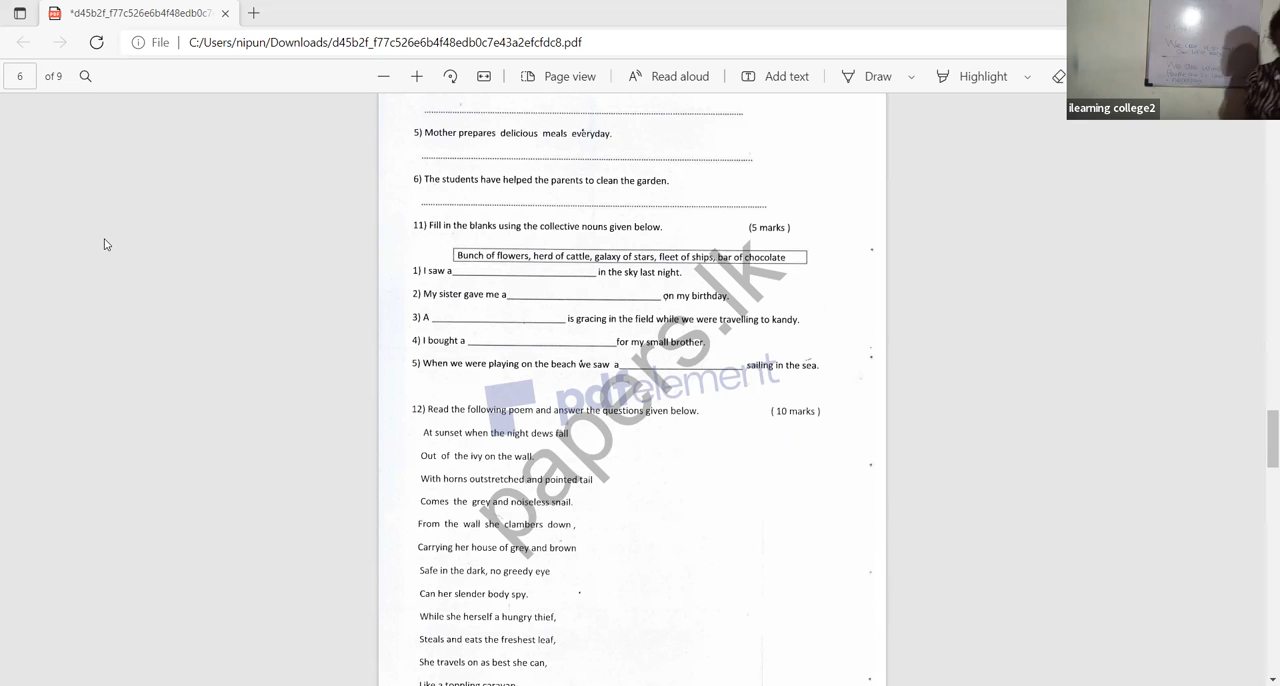 *d45b2f_f77c526e6b4f48edb0c7
File
C:/Users/nipun/Downloads/d45b2f_f77c526e6b4f48edb0c7e43a2efcfdc8.pdf
6 of 9
Page view
Read aloud
Add text
Draw
Highlight
ilearning college2
5) Mother prepares delicious meals everyday.
6) The students have helped the parents to clean the garden.
11) Fill in the blanks using the collective nouns given below. (5 marks )
Bunch of flowers, herd of cattle, galaxy of stars, fleet of ships, bar of chocolate
1) I saw a____________ in the sky last night.
2) My sister gave me a____________ on my birthday.
3) A ____________ is gracing in the field while we were travelling to kandy.
4) I bought a ____________for my small brother.
5) When we were playing on the beach we saw a____________ sailing in the sea.
12) Read the following poem and answer the questions given below. ( 10 marks )
At sunset when the night dews fall
Out of the ivy on the wall.
With horns outstretched and pointed tail
Comes the grey and noiseless snail.
From the wall she clambers down ,
Carrying her house of grey and brown
Safe in the dark, no greedy eye
Can her slender body spy.
While she herself a hungry thief,
Steals and eats the freshest leaf,
She travels on as best she can,
Like a toppling caravan
pdfelement
papers.lk